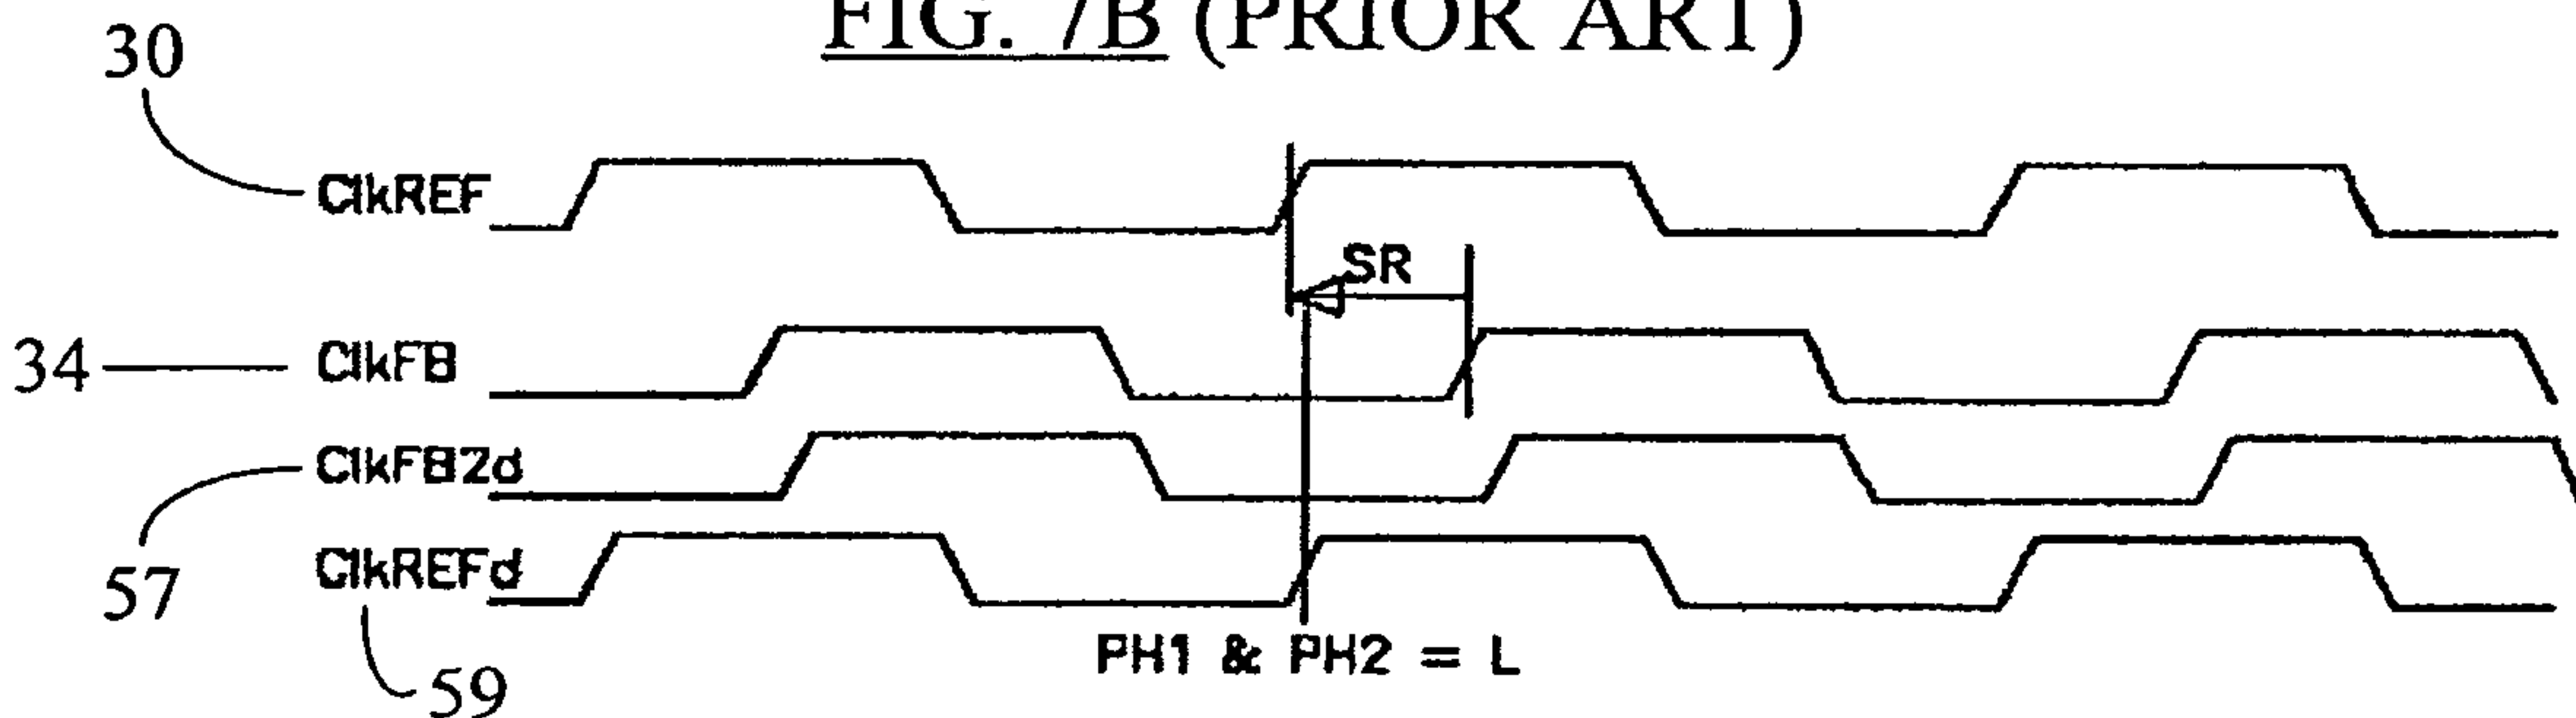 FIG. 7B (PRIOR ART)
30
ClkREF
SR
34
ClkFB
ClkFB2d
57
ClkREFd
59
PH1 & PH2 = L